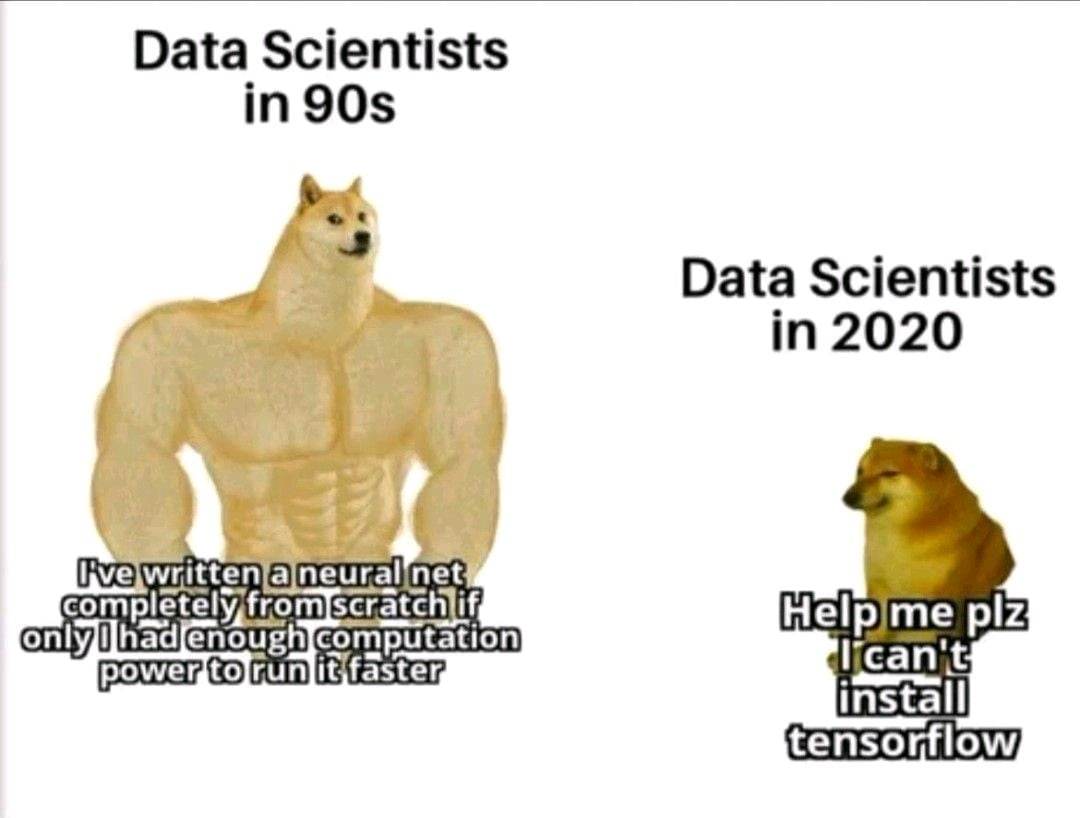 Data Scientists
in 90s
I've written a neural net
completely from scratch if
only I had enough computation
power to run it faster
Data Scientists
in 2020
Help me plz
I can't
install
tensorflow